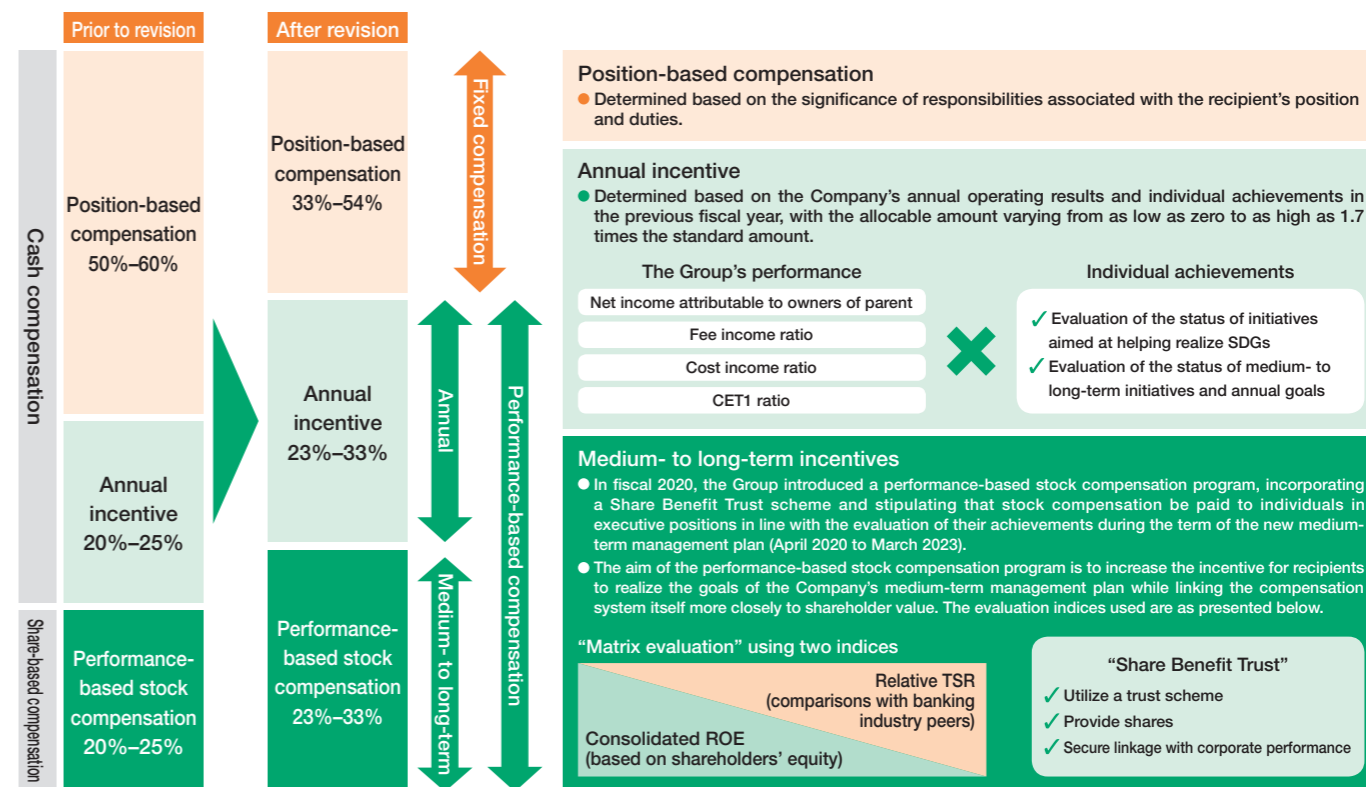 Prior to revision
After revision
Cash compensation
Share-based compensation
Position-based
compensation
50%–60%
Annual
incentive
20%–25%
Performance-
based stock
compensation
20%–25%
Position-based
compensation
33%–54%
Annual
incentive
23%–33%
Performance-
based stock
compensation
23%–33%
Fixed compensation
Annual
Medium- to long-term
Performance-based compensation
Position-based compensation
● Determined based on the significance of responsibilities associated with the recipient’s position
and duties.
Annual incentive
● Determined based on the Company’s annual operating results and individual achievements in
the previous fiscal year, with the allocable amount varying from as low as zero to as high as 1.7
times the standard amount.
The Group’s performance
Net income attributable to owners of parent
Fee income ratio
Cost income ratio
CET1 ratio
Individual achievements
✓ Evaluation of the status of initiatives
aimed at helping realize SDGs
✓ Evaluation of the status of medium- to
long-term initiatives and annual goals
Medium- to long-term incentives
● In fiscal 2020, the Group introduced a performance-based stock compensation program, incorporating
a Share Benefit Trust scheme and stipulating that stock compensation be paid to individuals in
executive positions in line with the evaluation of their achievements during the term of the new medium-
term management plan (April 2020 to March 2023).
● The aim of the performance-based stock compensation program is to increase the incentive for recipients
to realize the goals of the Company’s medium-term management plan while linking the compensation
system itself more closely to shareholder value. The evaluation indices used are as presented below.
“Matrix evaluation” using two indices
Relative TSR
(comparisons with banking
industry peers)
Consolidated ROE
(based on shareholders’ equity)
“Share Benefit Trust”
✓ Utilize a trust scheme
✓ Provide shares
✓ Secure linkage with corporate performance